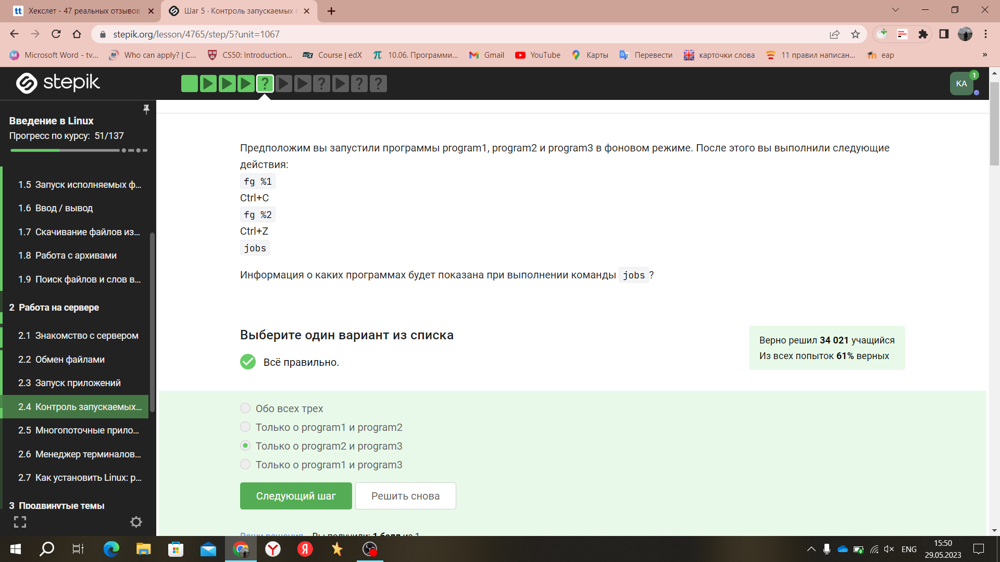 Хекслет - 47 реальных отзывов
Шаг 5 · Контроль запускаемых п
stepik.org/lesson/4765/step/5?unit=1067
Microsoft Word - tv...
Who can apply? | C...
CS50: Introduction...
edX
Course | edX
10.06. Программи...
Gmail
YouTube
Карты
Перевести
карточки слова
11 правил написан...
eap
»
stepik
? ? ? ?
KA
1
Введение в Linux
Прогресс по курсу: 51/137
1.5 Запуск исполняемых ф...
1.6 Ввод / вывод
1.7 Скачивание файлов из...
1.8 Работа с архивами
1.9 Поиск файлов и слов в...
2 Работа на сервере
2.1 Знакомство с сервером
2.2 Обмен файлами
2.3 Запуск приложений
2.4 Контроль запускаемых...
2.5 Многопоточные прило...
2.6 Менеджер терминалов...
2.7 Как установить Linux: р...
3 Продвинутые темы
Предположим вы запустили программы program1, program2 и program3 в фоновом режиме. После этого вы выполнили следующие
действия:
fg %1
Ctrl+C
fg %2
Ctrl+Z
jobs
Информация о каких программах будет показана при выполнении команды jobs ?
Выберите один вариант из списка
Всё правильно.
Верно решил 34 021 учащийся
Из всех попыток 61% верных
Обо всех трех
Только о program1 и program2
Только о program2 и program3
Только о program1 и program3
Следующий шаг
Решить снова
Ваши решения Вы получили: 1 балл из 1
ENG
15:50
29.05.2023